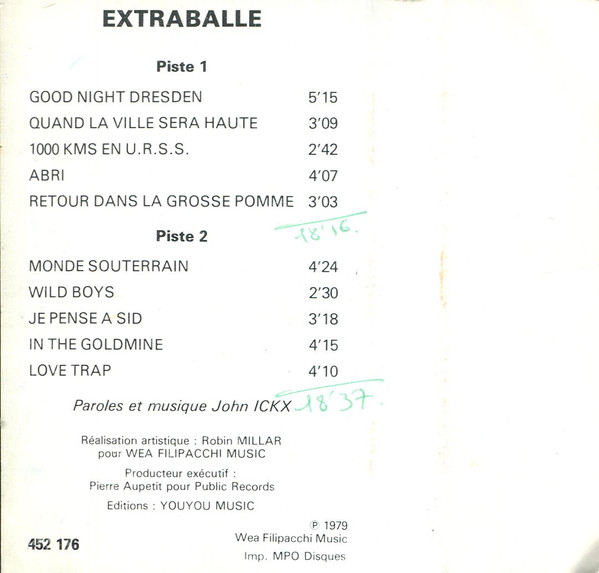 EXTRABALLE
Piste 1
GOOD NIGHT DRESDEN 5'15
QUAND LA VILLE SERA HAUTE 3'09
1000 KMS EN U.R.S.S. 2'42
ABRI 4'07
RETOUR DANS LA GROSSE POMME 3'03
18'16.
Piste 2
MONDE SOUTERRAIN 4'24
WILD BOYS 2'30
JE PENSE A SID 3'18
IN THE GOLDMINE 4'15
LOVE TRAP 4'10
Paroles et musique John ICKX 18'37.
Réalisation artistique : Robin MILLAR
pour WEA FILIPACCHI MUSIC
Producteur exécutif :
Pierre Aupetit pour Public Records
Editions : YOUYOU MUSIC
℗ 1979
Wea Filipacchi Music
452 176
Imp. MPO Disques